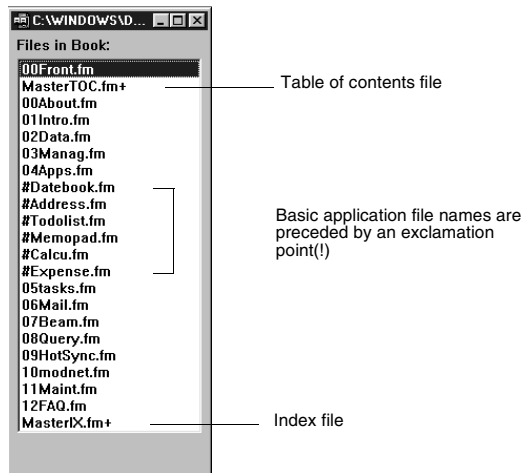 C:\WINDOWS\D...
Files in Book:
00Front.fm
MasterTOC.fm+
00About.fm
01Intro.fm
02Data.fm
03Manag.fm
04Apps.fm
#Datebook.fm
#Address.fm
#Todolist.fm
#Memopad.fm
#Calcu.fm
#Expense.fm
05tasks.fm
06Mail.fm
07Beam.fm
08Query.fm
09HotSync.fm
10modnet.fm
11Maint.fm
12FAQ.fm
MasterIX.fm+
Table of contents file
Basic application file names are
preceded by an exclamation
point(!)
Index file